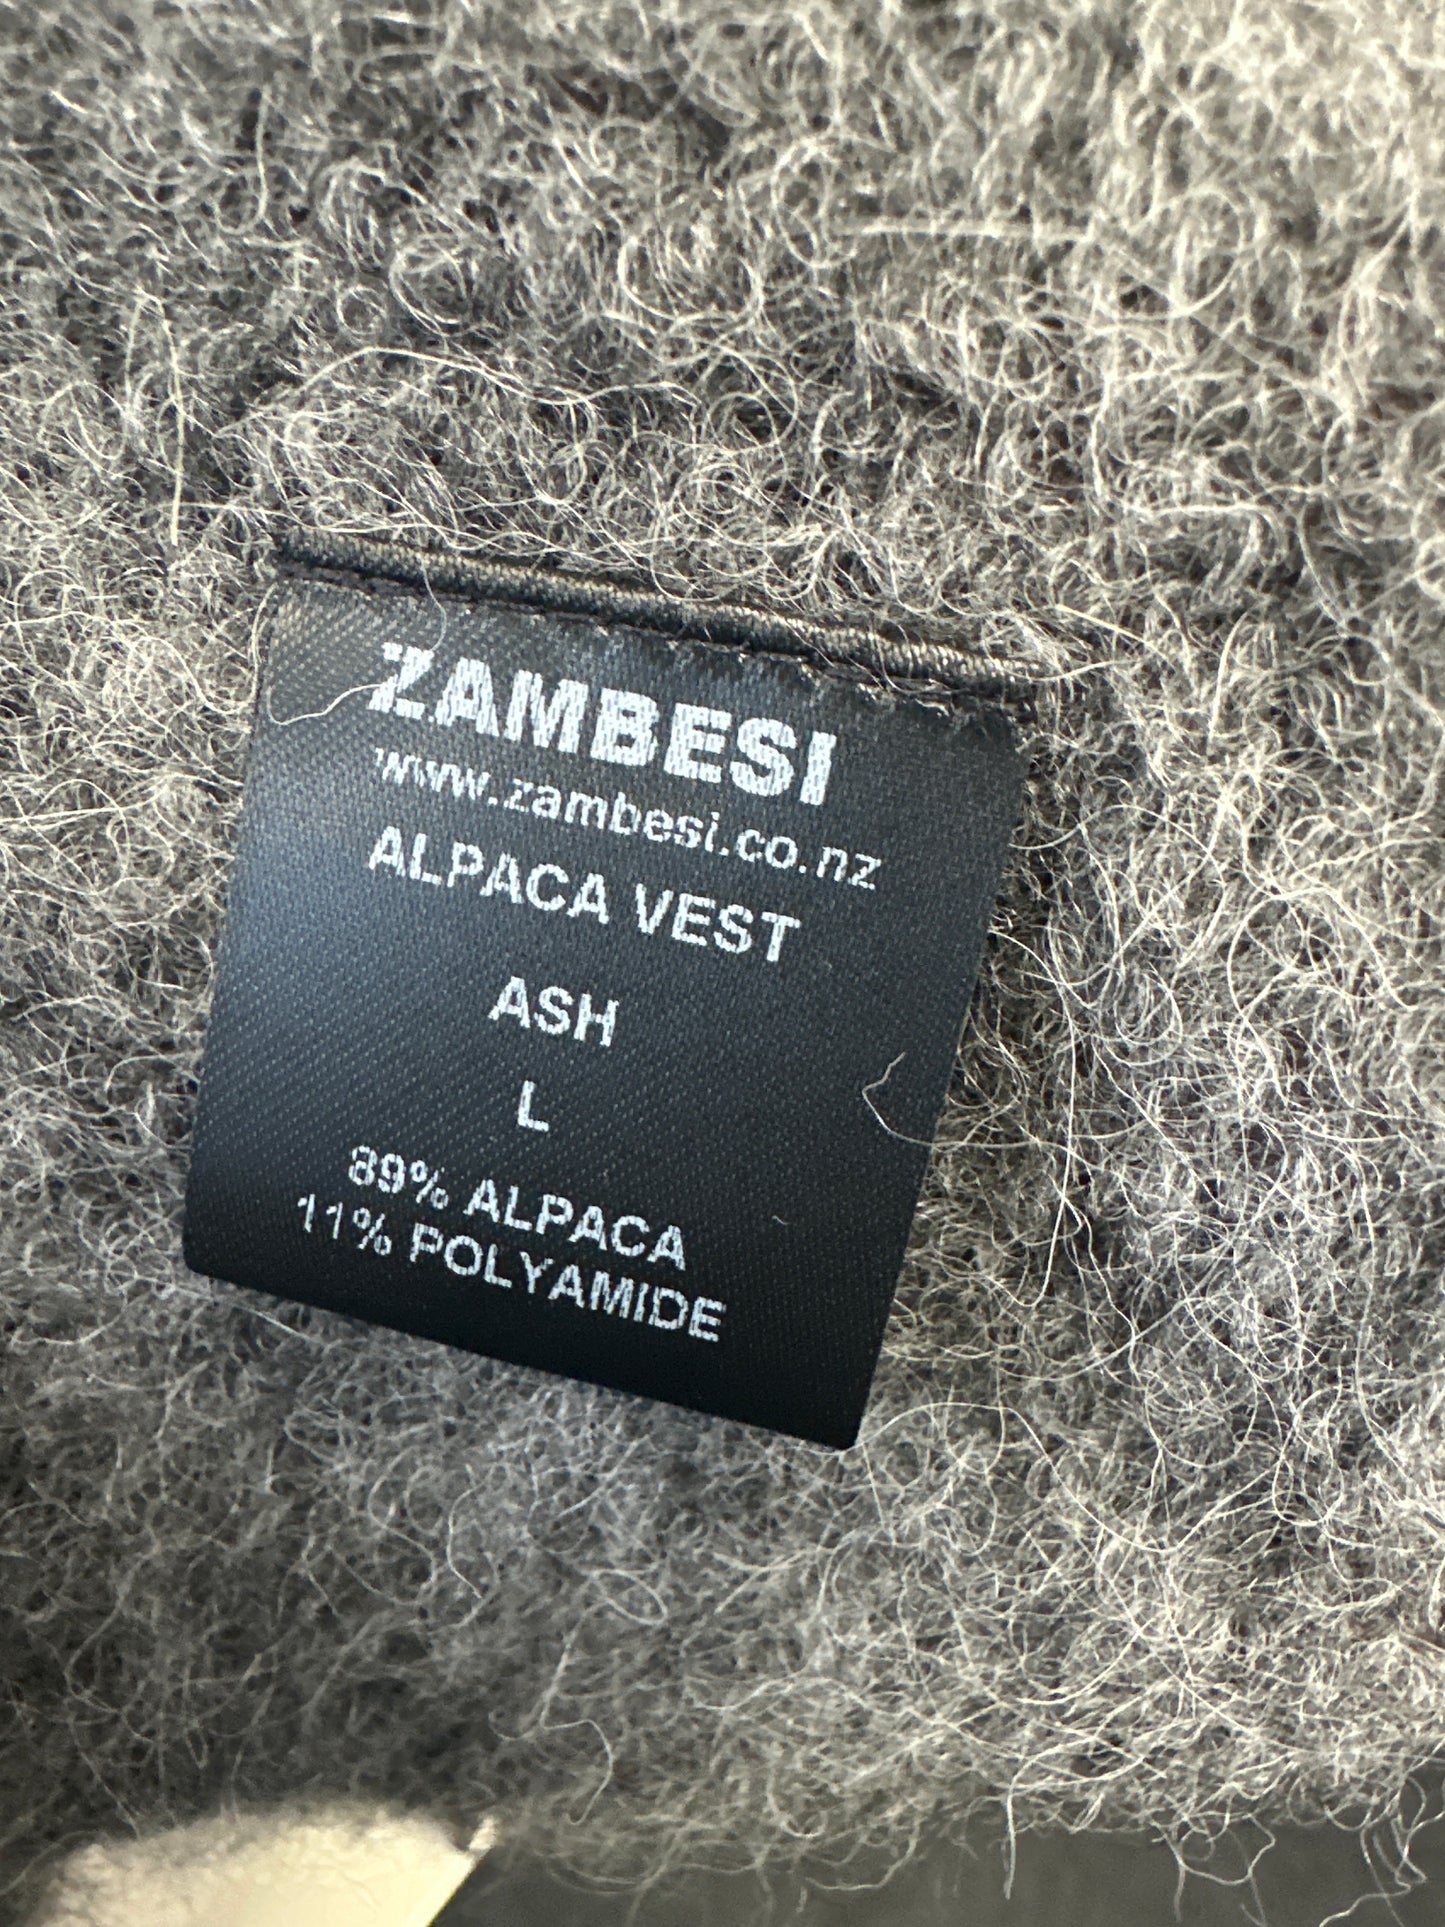 ZAMBESI
www.zambesi.co.nz
ALPACA VEST
ASH
L
89% ALPACA
11% POLYAMIDE